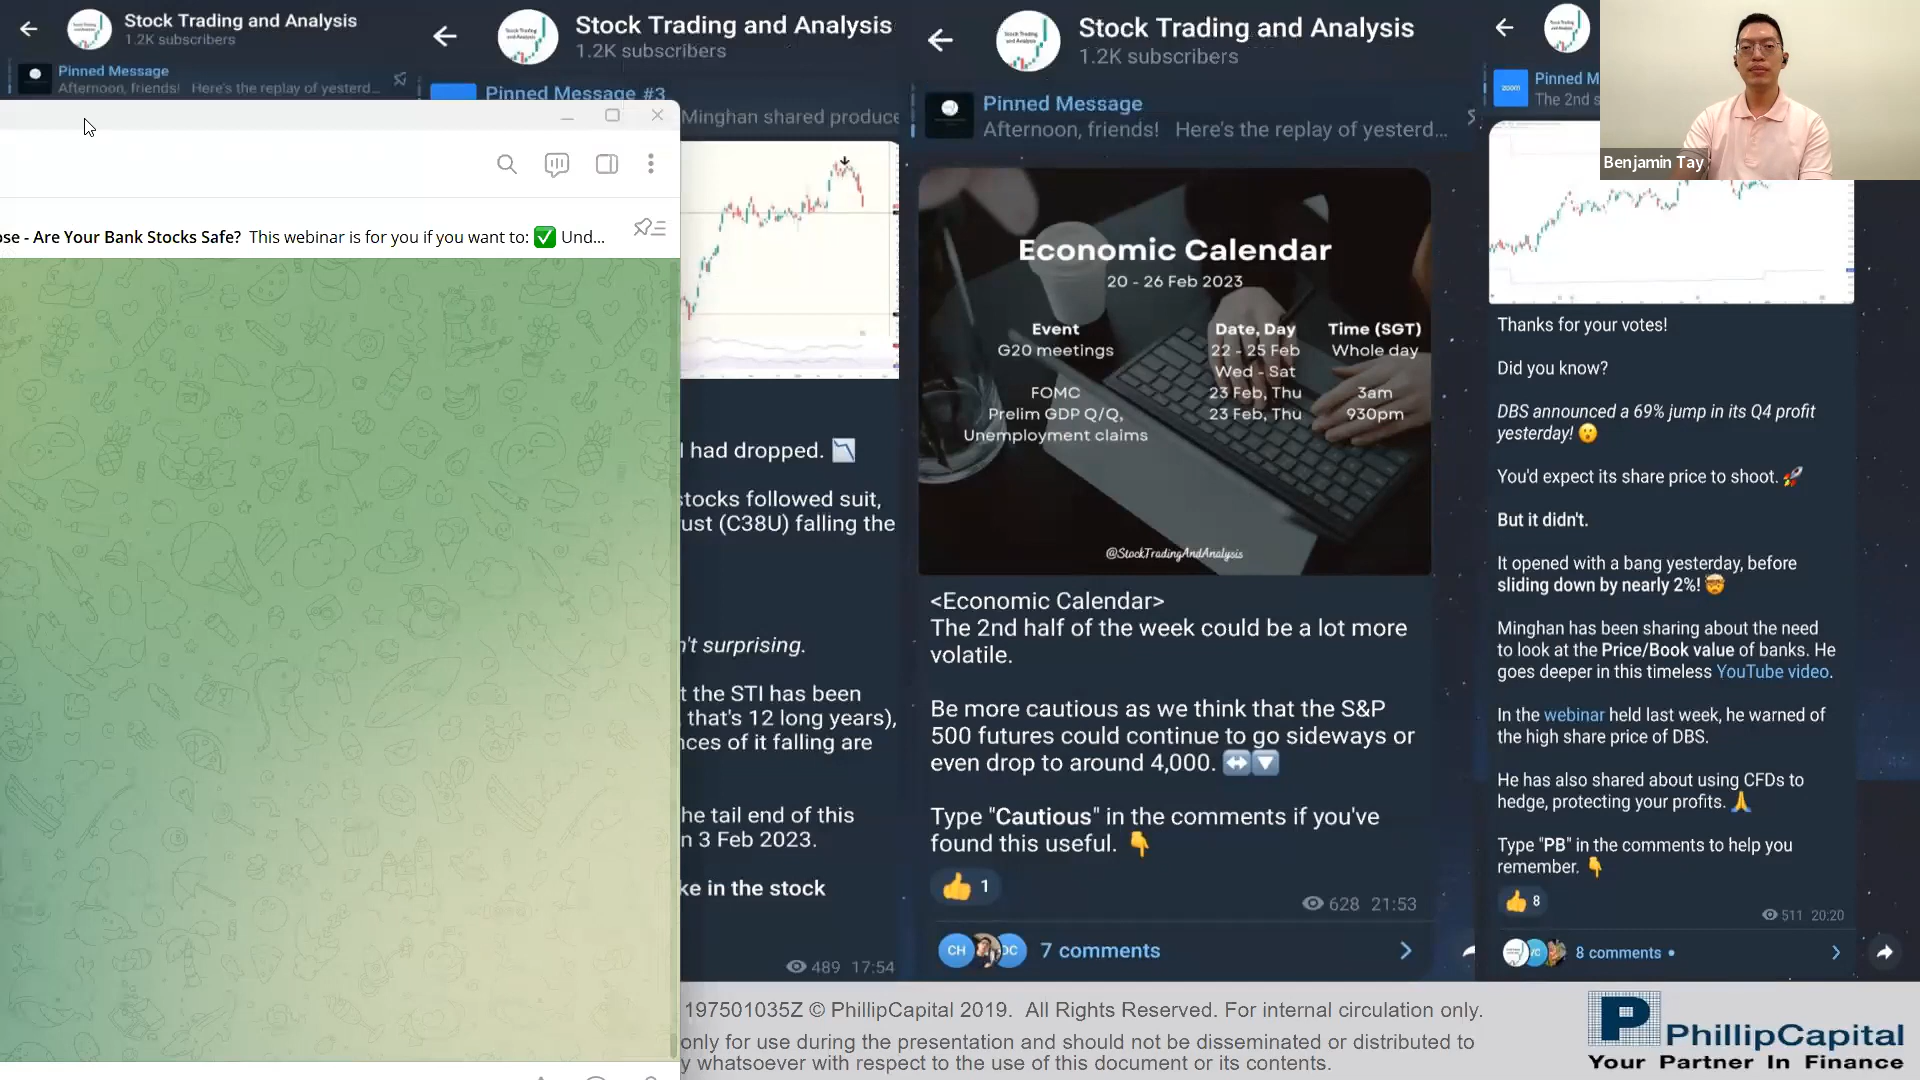 Stock Trading and Analysis
1.2K subscribers
Pinned Message
Afternoon, friends! Here's the replay of yesterd...
ose - Are Your Bank Stocks Safe? This webinar is for you if you want to: ✅ Und...
Stock Trading and Analysis
1.2K subscribers
Pinned Message #3
Minghan shared produce
I had dropped.
stocks followed suit,
ust (C38U) falling the
n't surprising.
t the STI has been
that's 12 long years),
nces of it falling are
he tail end of this
n 3 Feb 2023.
ke in the stock
489 17:54
Stock Trading and Analysis
1.2K subscribers
Pinned Message
Afternoon, friends! Here's the replay of yesterd...
Economic Calendar
20 - 26 Feb 2023
Event Date, Day Time (SGT)
G20 meetings 22 - 25 Feb Whole day
Wed - Sat
FOMC 23 Feb, Thu 3am
Prelim GDP Q/Q, 23 Feb, Thu 930pm
Unemployment claims
@StockTradingAndAnalysis
<Economic Calendar>
The 2nd half of the week could be a lot more
volatile.
Be more cautious as we think that the S&P
500 futures could continue to go sideways or
even drop to around 4,000. ↔️🔽
Type "Cautious" in the comments if you've
found this useful. 👇
👍 1
628 21:53
CH DC 7 comments
Pinned M
The 2nd s
zoom
Benjamin Tay
Thanks for your votes!
Did you know?
DBS announced a 69% jump in its Q4 profit
yesterday! 😮
You'd expect its share price to shoot. 🚀
But it didn't.
It opened with a bang yesterday, before
sliding down by nearly 2%! 🤯
Minghan has been sharing about the need
to look at the Price/Book value of banks. He
goes deeper in this timeless YouTube video.
In the webinar held last week, he warned of
the high share price of DBS.
He has also shared about using CFDs to
hedge, protecting your profits. 🙏
Type "PB" in the comments to help you
remember. 👇
👍 8
511 20:20
8 comments
197501035Z © PhillipCapital 2019. All Rights Reserved. For internal circulation only.
only for use during the presentation and should not be disseminated or distributed to
y whatsoever with respect to the use of this document or its contents.
P PhillipCapital
Your Partner In Finance